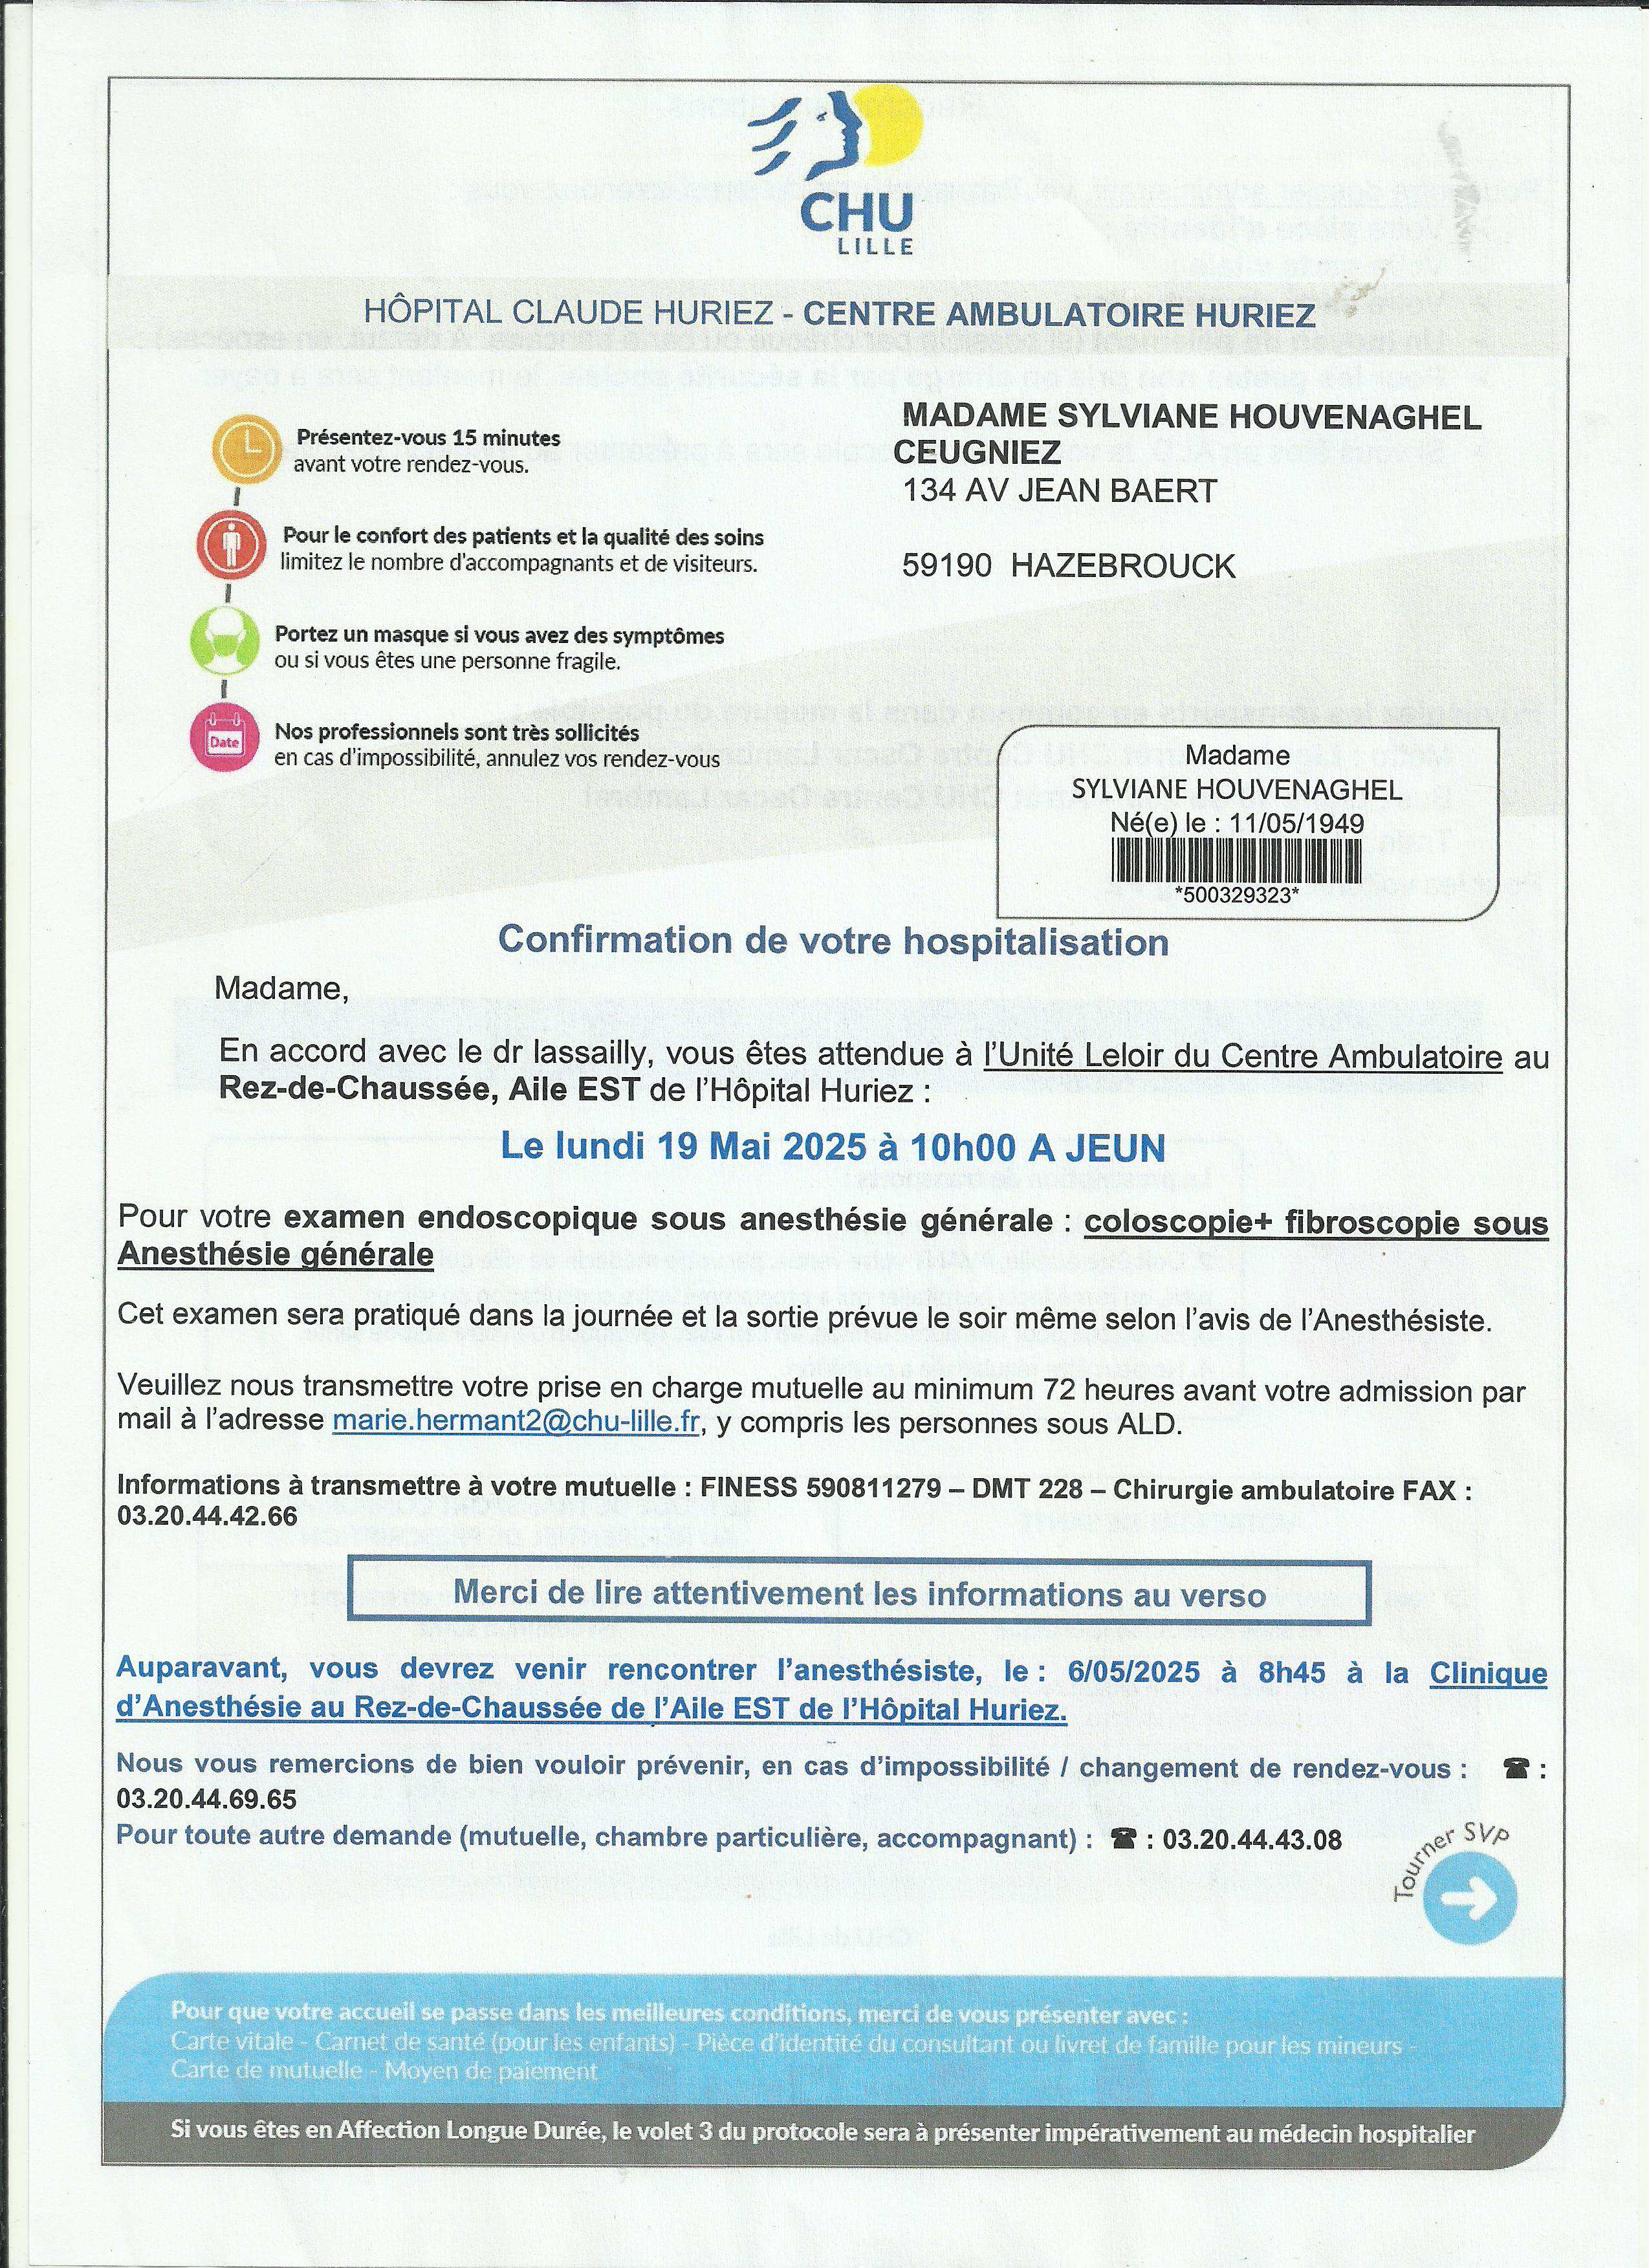 CHU
LILLE
HÔPITAL CLAUDE HURIEZ - CENTRE AMBULATOIRE HURIEZ
Présentez-vous 15 minutes
avant votre rendez-vous.
Pour le confort des patients et la qualité des soins
limitez le nombre d'accompagnants et de visiteurs.
Portez un masque si vous avez des symptômes
ou si vous êtes une personne fragile.
Date
Nos professionnels sont très sollicités
en cas d'impossibilité, annulez vos rendez-vous
MADAME SYLVIANE HOUVENAGHEL
CEUGNIEZ
134 AV JEAN BAERT
59190 HAZEBROUCK
Madame
SYLVIANE HOUVENAGHEL
Né(e) le : 11/05/1949
*500329323*
Confirmation de votre hospitalisation
Madame,
En accord avec le dr lassailly, vous êtes attendue à l'Unité Leloir du Centre Ambulatoire au
Rez-de-Chaussée, Aile EST de l'Hôpital Huriez :
Le lundi 19 Mai 2025 à 10h00 A JEUN
Pour votre examen endoscopique sous anesthésie générale : coloscopie+ fibroscopie sous
Anesthésie générale
Cet examen sera pratiqué dans la journée et la sortie prévue le soir même selon l'avis de l'Anesthésiste.
Veuillez nous transmettre votre prise en charge mutuelle au minimum 72 heures avant votre admission par
mail à l'adresse marie.hermant2@chu-lille.fr, y compris les personnes sous ALD.
Informations à transmettre à votre mutuelle : FINESS 590811279 – DMT 228 – Chirurgie ambulatoire FAX :
03.20.44.42.66
Merci de lire attentivement les informations au verso
Auparavant, vous devrez venir rencontrer l'anesthésiste, le : 6/05/2025 à 8h45 à la Clinique
d'Anesthésie au Rez-de-Chaussée de l'Aile EST de l'Hôpital Huriez.
Nous vous remercions de bien vouloir prévenir, en cas d'impossibilité / changement de rendez-vous : ☎ :
03.20.44.69.65
Pour toute autre demande (mutuelle, chambre particulière, accompagnant) : ☎ : 03.20.44.43.08
Tourner SVP
Pour que votre accueil se passe dans les meilleures conditions, merci de vous présenter avec :
Carte vitale - Carnet de santé (pour les enfants) - Pièce d'identité du consultant ou livret de famille pour les mineurs -
Carte de mutuelle - Moyen de paiement
Si vous êtes en Affection Longue Durée, le volet 3 du protocole sera à présenter impérativement au médecin hospitalier